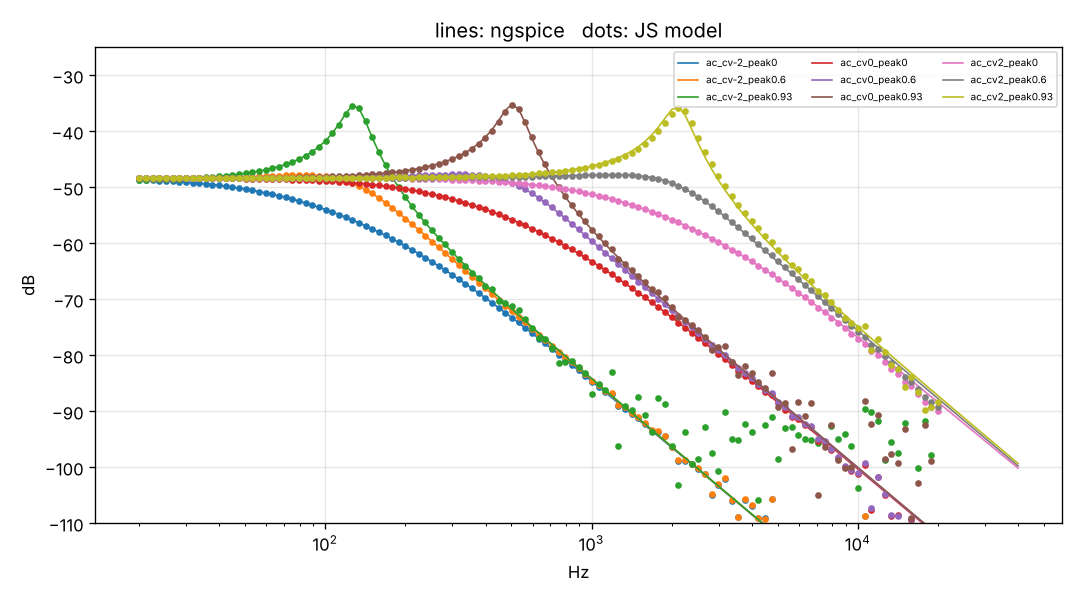 lines: ngspice   dots: JS model
ac_cv-2_peak0 ac_cv0_peak0 ac_cv2_peak0
ac_cv-2_peak0.6 ac_cv0_peak0.6 ac_cv2_peak0.6
ac_cv-2_peak0.93 ac_cv0_peak0.93 ac_cv2_peak0.93
dB
−30
−40
−50
−60
−70
−80
−90
−100
−110
10² 10³ 10⁴
Hz